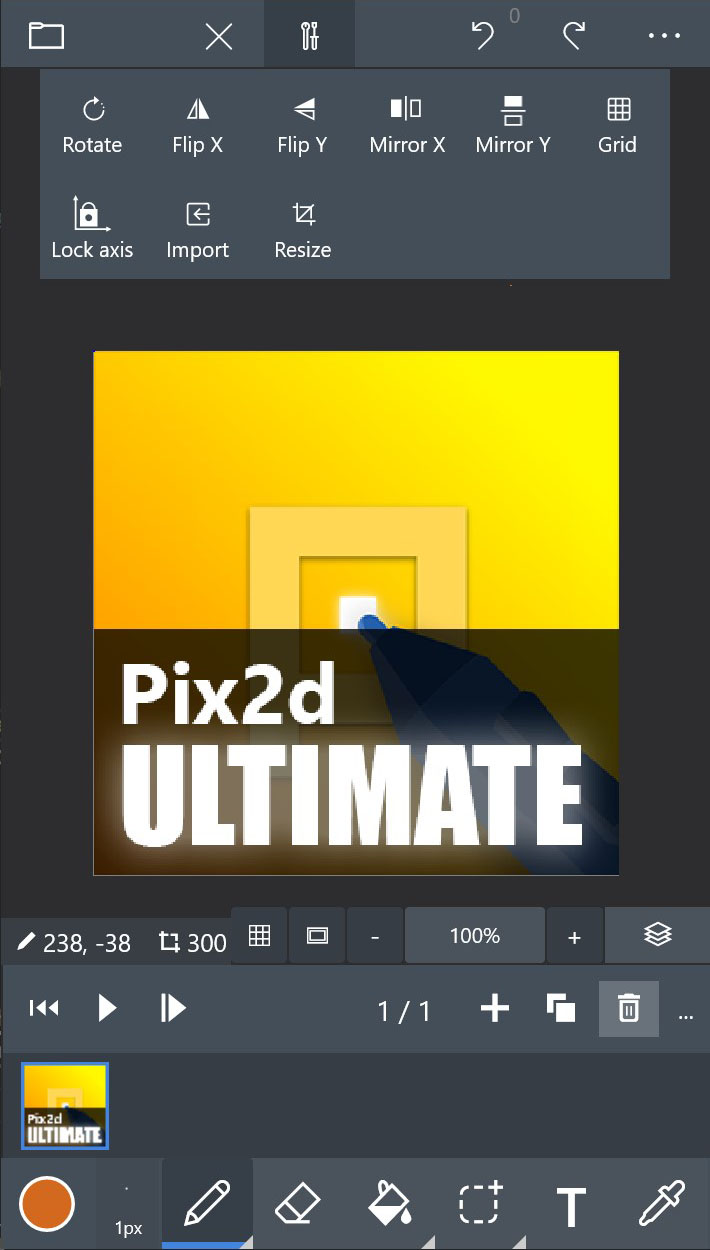 0
Rotate Flip X Flip Y Mirror X Mirror Y Grid
Lock axis Import Resize
Pix2d
ULTIMATE
238, -38 300 - 100% +
1 / 1 ...
Pix2d
ULTIMATE
1px T